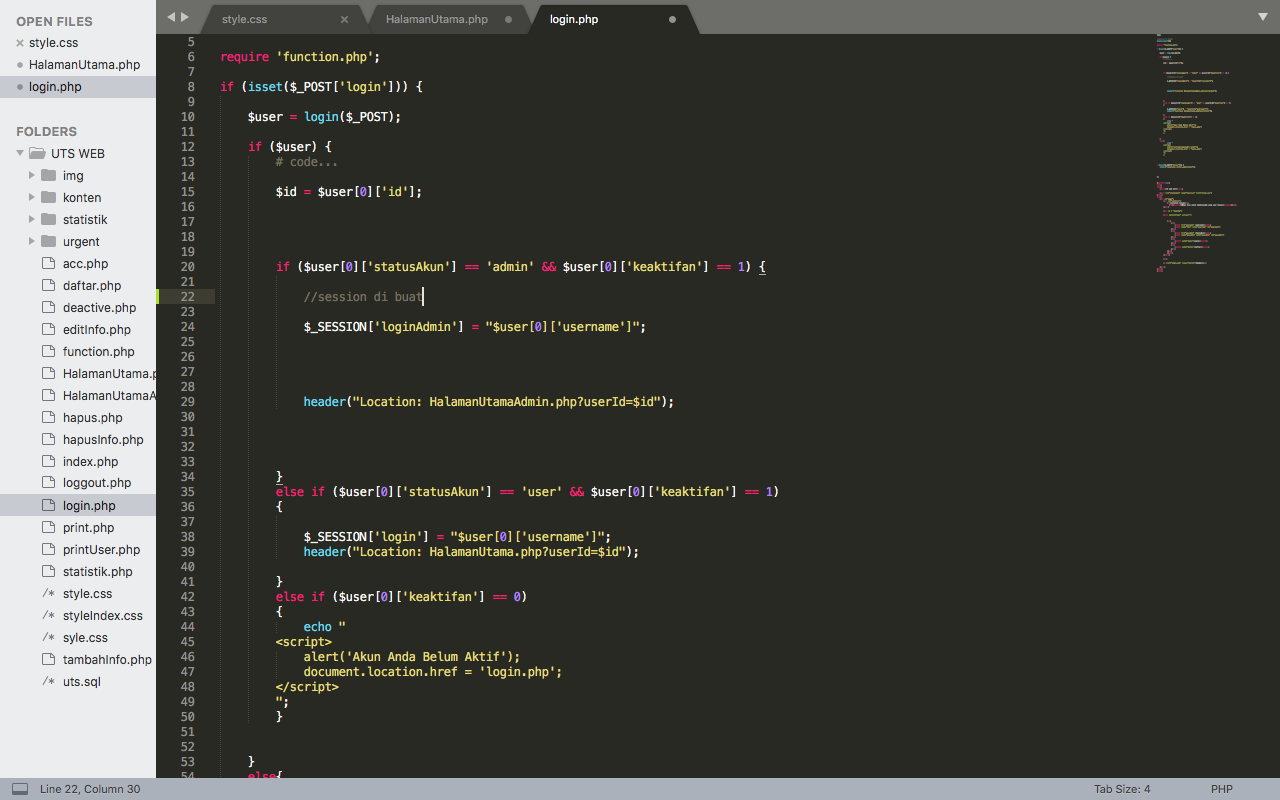 OPEN FILES
style.css
HalamanUtama.php
login.php
FOLDERS
UTS WEB
img
konten
statistik
urgent
acc.php
daftar.php
deactive.php
editInfo.php
function.php
HalamanUtama.p
HalamanUtamaA
hapus.php
hapusInfo.php
index.php
loggout.php
login.php
print.php
printUser.php
statistik.php
/* style.css
/* styleIndex.css
/* syle.css
tambahInfo.php
/* uts.sql
style.css
HalamanUtama.php
login.php
5
6 require 'function.php';
7
8 if (isset($_POST['login'])) {
9
10 $user = login($_POST);
11
12 if ($user) {
13 # code...
14
15 $id = $user[0]['id'];
16
17
18
19
20 if ($user[0]['statusAkun'] == 'admin' && $user[0]['keaktifan'] == 1) {
21
22 //session di buat
23
24 $_SESSION['loginAdmin'] = "$user[0]['username']";
25
26
27
28
29 header("Location: HalamanUtamaAdmin.php?userId=$id");
30
31
32
33
34 }
35 else if ($user[0]['statusAkun'] == 'user' && $user[0]['keaktifan'] == 1)
36 {
37
38 $_SESSION['login'] = "$user[0]['username']";
39 header("Location: HalamanUtama.php?userId=$id");
40
41 }
42 else if ($user[0]['keaktifan'] == 0)
43 {
44 echo "
45 <script>
46 alert('Akun Anda Belum Aktif');
47 document.location.href = 'login.php';
48 </script>
49 ";
50 }
51
52
53 }
54 else{
Line 22, Column 30
Tab Size: 4
PHP